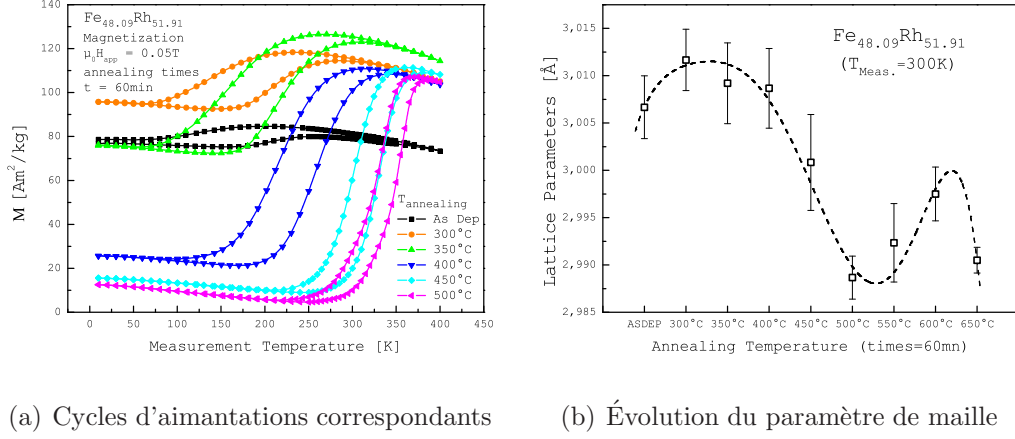 Fe48.09Rh51.91
Magnetization
μ0Happ = 0.05T
annealing times
t = 60min
140
120
100
80
60
40
20
0
M [Am²/kg]
Tannealing
As Dep
300°C
350°C
400°C
450°C
500°C
0 50 100 150 200 250 300 350 400 450
Measurement Temperature [K]
(a) Cycles d'aimantations correspondants
Fe48.09Rh51.91
(TMeas.=300K)
3,015
3,010
3,005
3,000
2,995
2,990
2,985
Lattice Parameters [Å]
ASDEP 300°C 350°C 400°C 450°C 500°C 550°C 600°C 650°C
Annealing Temperature (times=60mn)
(b) Évolution du paramètre de maille